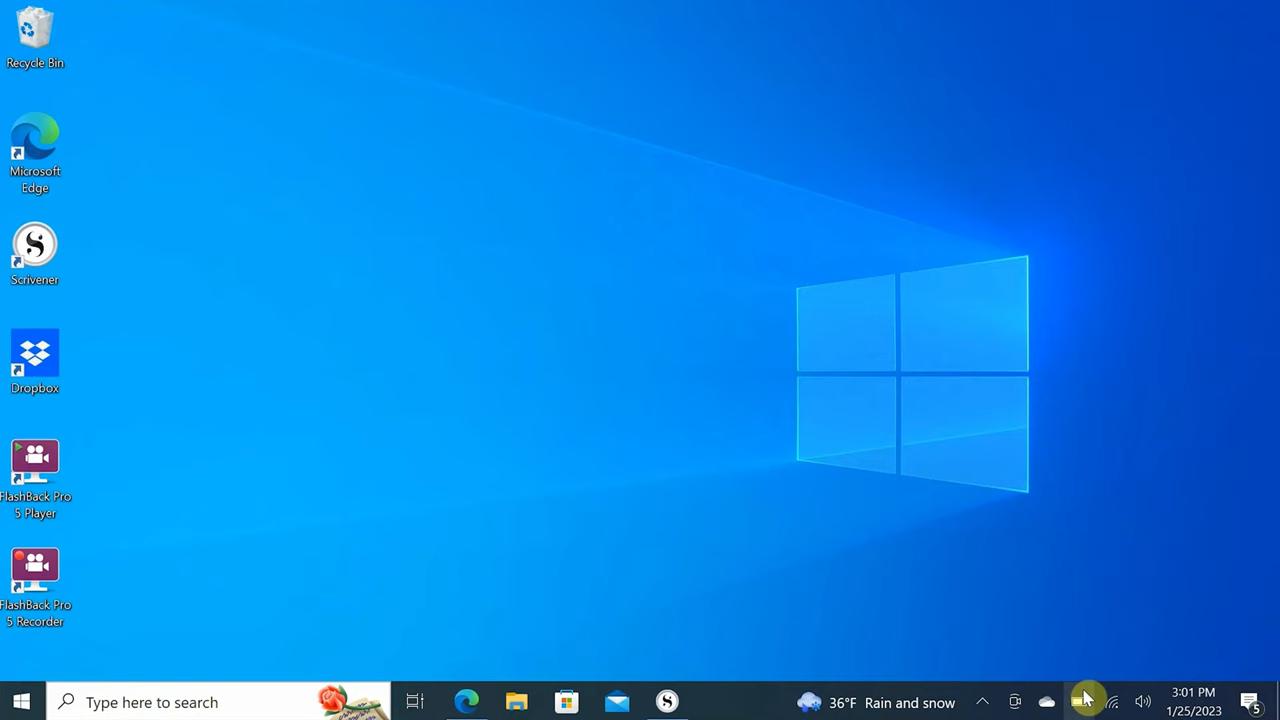 Recycle Bin
Microsoft
Edge
Scrivener
Dropbox
FlashBack Pro
5 Player
FlashBack Pro
5 Recorder
Type here to search
36°F Rain and snow
3:01 PM
1/25/2023
5